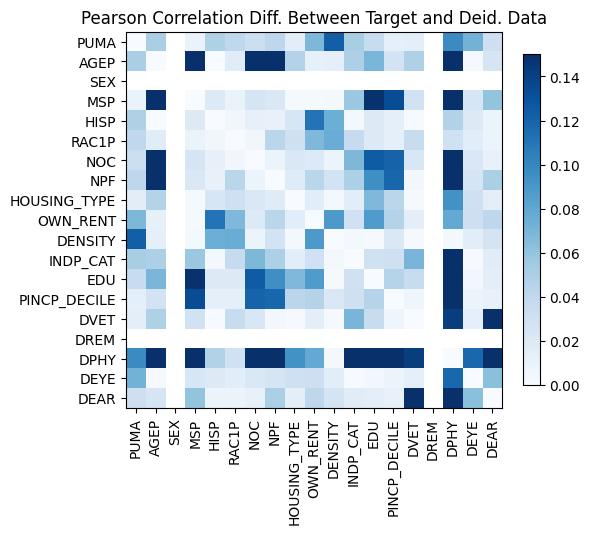 Pearson Correlation Diff. Between Target and Deid. Data
PUMA
AGEP
SEX
MSP
HISP
RAC1P
NOC
NPF
HOUSING_TYPE
OWN_RENT
DENSITY
INDP_CAT
EDU
PINCP_DECILE
DVET
DREM
DPHY
DEYE
DEAR
PUMA
AGEP
SEX
MSP
HISP
RAC1P
NOC
NPF
HOUSING_TYPE
OWN_RENT
DENSITY
INDP_CAT
EDU
PINCP_DECILE
DVET
DREM
DPHY
DEYE
DEAR
0.14
0.12
0.10
0.08
0.06
0.04
0.02
0.00